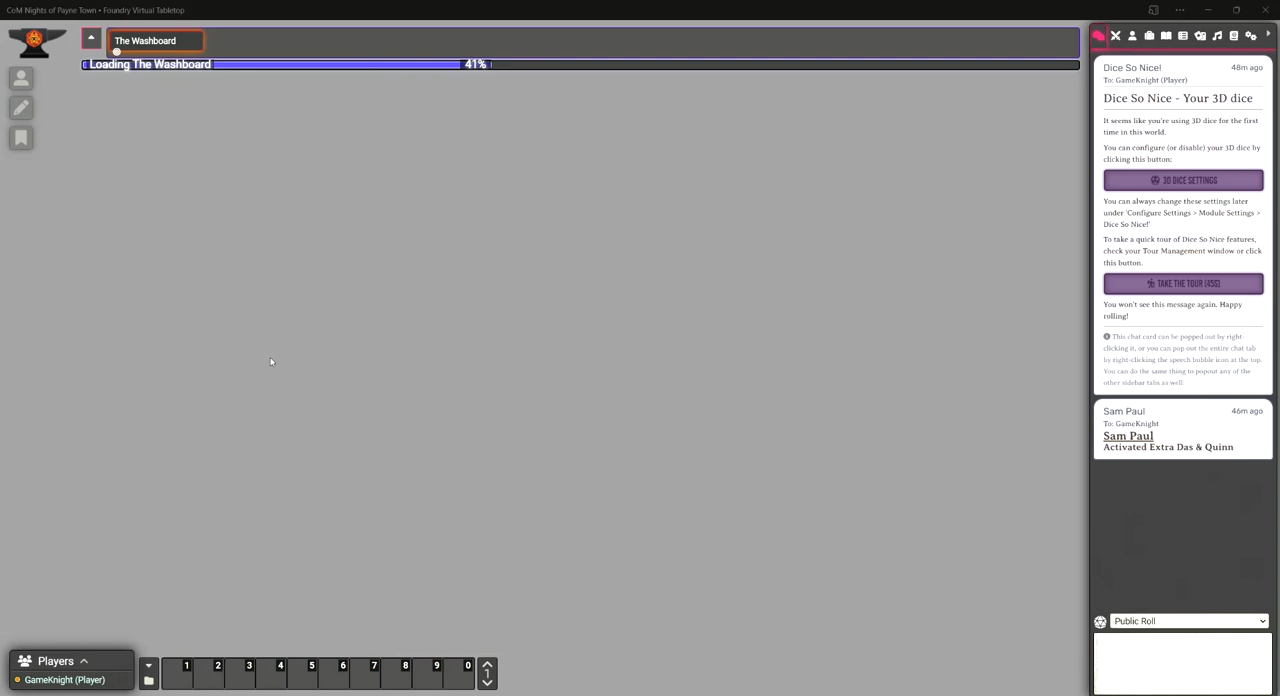 CoM Nights of Payne Town • Foundry Virtual Tabletop
The Washboard
Loading The Washboard 41%
Dice So Nice! 48m ago
To: GameKnight (Player)
Dice So Nice - Your 3D dice
It seems like you're using 3D dice for the first
time in this world.
You can configure (or disable) your 3D dice by
clicking this button:
3D DICE SETTINGS
You can always change these settings later
under 'Configure Settings > Module Settings >
Dice So Nice!'
To take a quick tour of Dice So Nice features,
check your Tour Management window or click
this button.
TAKE THE TOUR (45S)
You won't see this message again. Happy
rolling!
This chat card can be popped out by right
clicking it, or you can pop out the entire chat tab
by right-clicking the speech bubble icon at the top.
You can do the same thing to popout any of the
other sidebar tabs as well.
Sam Paul 46m ago
To: GameKnight
Sam Paul
Activated Extra Das & Quinn
Public Roll
Players
GameKnight (Player)
1 2 3 4 5 6 7 8 9 0
1